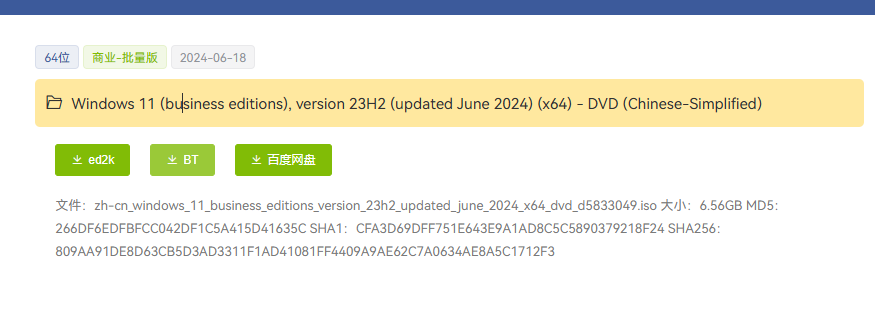 64位 商业-批量版 2024-06-18
Windows 11 (business editions), version 23H2 (updated June 2024) (x64) - DVD (Chinese-Simplified)
ed2k BT 百度网盘
文件：zh-cn_windows_11_business_editions_version_23h2_updated_june_2024_x64_dvd_d5833049.iso 大小：6.56GB MD5：
266DF6EDFBFCC042DF1C5A415D41635C SHA1：CFA3D69DFF751E643E9A1AD8C5C5890379218F24 SHA256：
809AA91DE8D63CB5D3AD3311F1AD41081FF4409A9AE62C7A0634AE8A5C1712F3